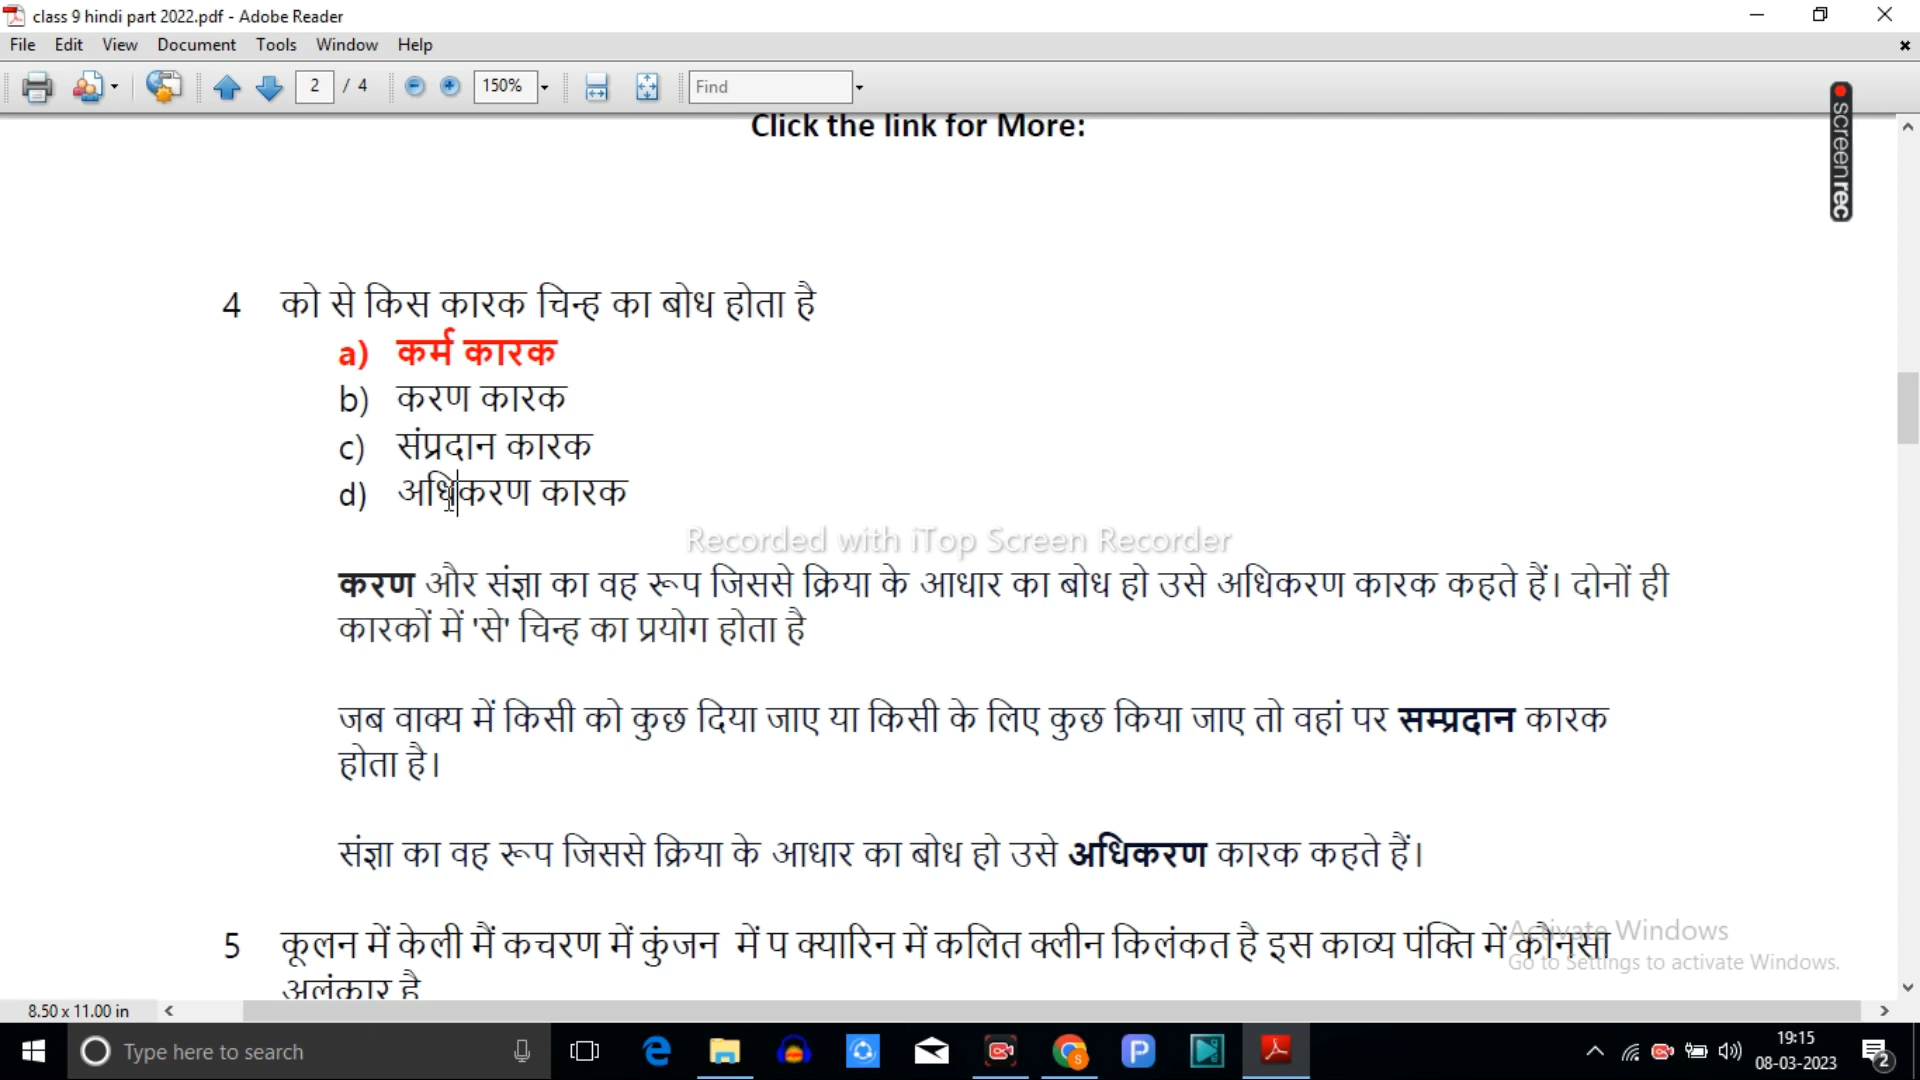 class 9 hindi part 2022.pdf - Adobe Reader
File Edit View Document Tools Window Help
2 / 4 150% Find
Click the link for More:
screenrec
4 को से किस कारक चिन्ह का बोध होता है
a) कर्म कारक
b) करण कारक
c) संप्रदान कारक
d) अधिकरण कारक
Recorded with iTop Screen Recorder
करण और संज्ञा का वह रूप जिससे क्रिया के आधार का बोध हो उसे अधिकरण कारक कहते हैं। दोनों ही
कारकों में 'से' चिन्ह का प्रयोग होता है
जब वाक्य में किसी को कुछ दिया जाए या किसी के लिए कुछ किया जाए तो वहां पर सम्प्रदान कारक
होता है।
संज्ञा का वह रूप जिससे क्रिया के आधार का बोध हो उसे अधिकरण कारक कहते हैं।
5 कूलन में केली मैं कचरण में कुंजन में प क्यारिन में कलित क्लीन किलंकत है इस काव्य पंक्ति में कौनसा
अलंकार है
Activate Windows
Go to Settings to activate Windows.
8.50 x 11.00 in
Type here to search
19:15
08-03-2023
2